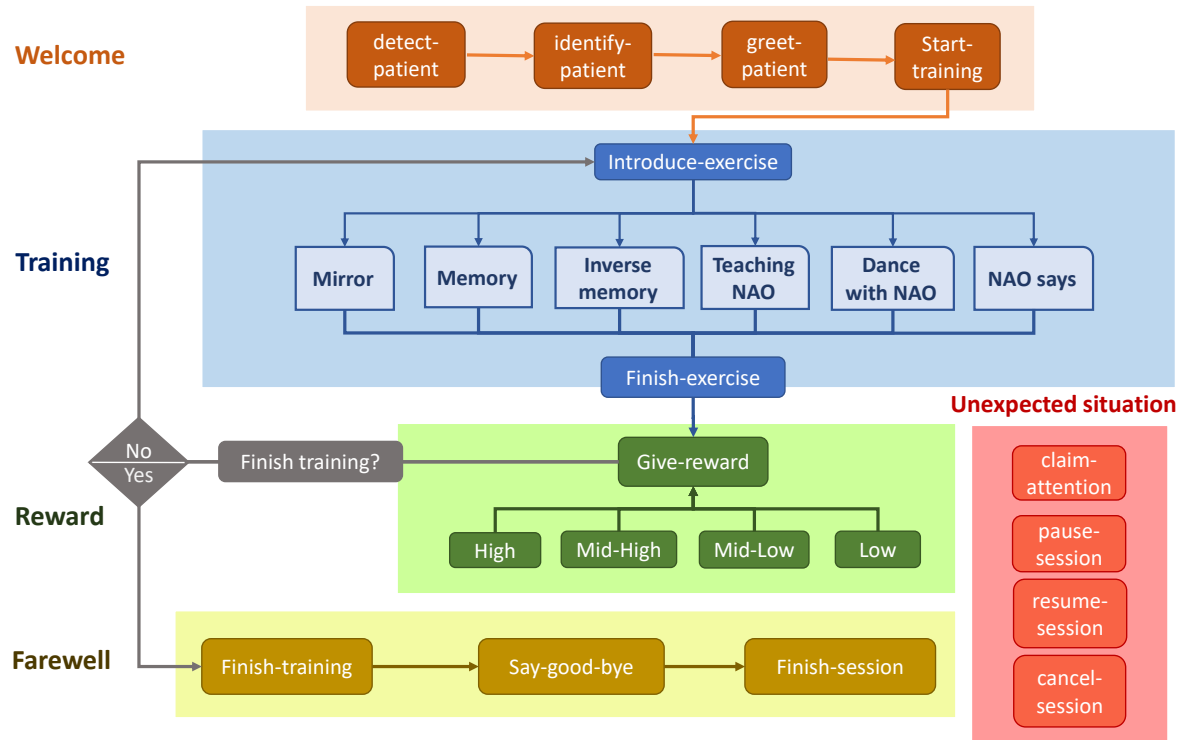 Welcome
detect-
patient
identify-
patient
greet-
patient
Start-
training
Training
Introduce-exercise
Mirror
Memory
Inverse
memory
Teaching
NAO
Dance
with NAO
NAO says
Finish-exercise
Unexpected situation
No
Yes
Finish training?
Give-reward
Reward
High
Mid-High
Mid-Low
Low
claim-
attention
pause-
session
resume-
session
cancel-
session
Farewell
Finish-training
Say-good-bye
Finish-session